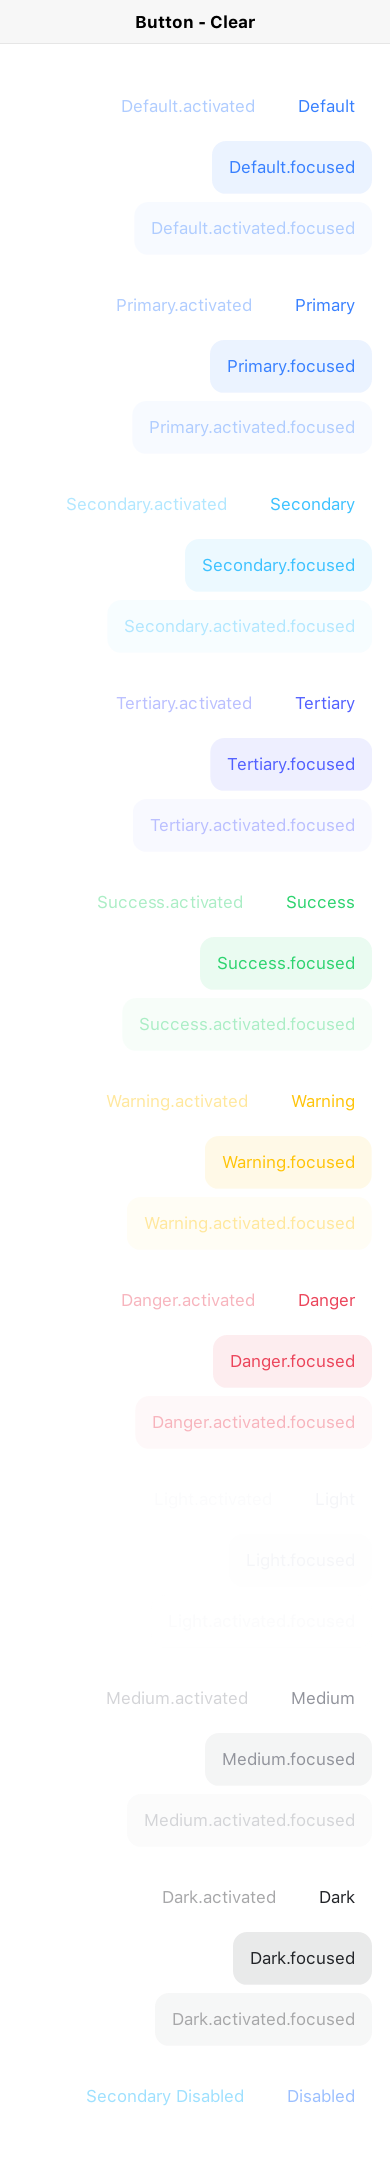 Button - Clear
Default.activated Default
Default.focused
Default.activated.focused
Primary.activated Primary
Primary.focused
Primary.activated.focused
Secondary.activated Secondary
Secondary.focused
Secondary.activated.focused
Tertiary.activated Tertiary
Tertiary.focused
Tertiary.activated.focused
Success.activated Success
Success.focused
Success.activated.focused
Warning.activated Warning
Warning.focused
Warning.activated.focused
Danger.activated Danger
Danger.focused
Danger.activated.focused
Light.activated Light
Light.focused
Light.activated.focused
Medium.activated Medium
Medium.focused
Medium.activated.focused
Dark.activated Dark
Dark.focused
Dark.activated.focused
Secondary Disabled Disabled